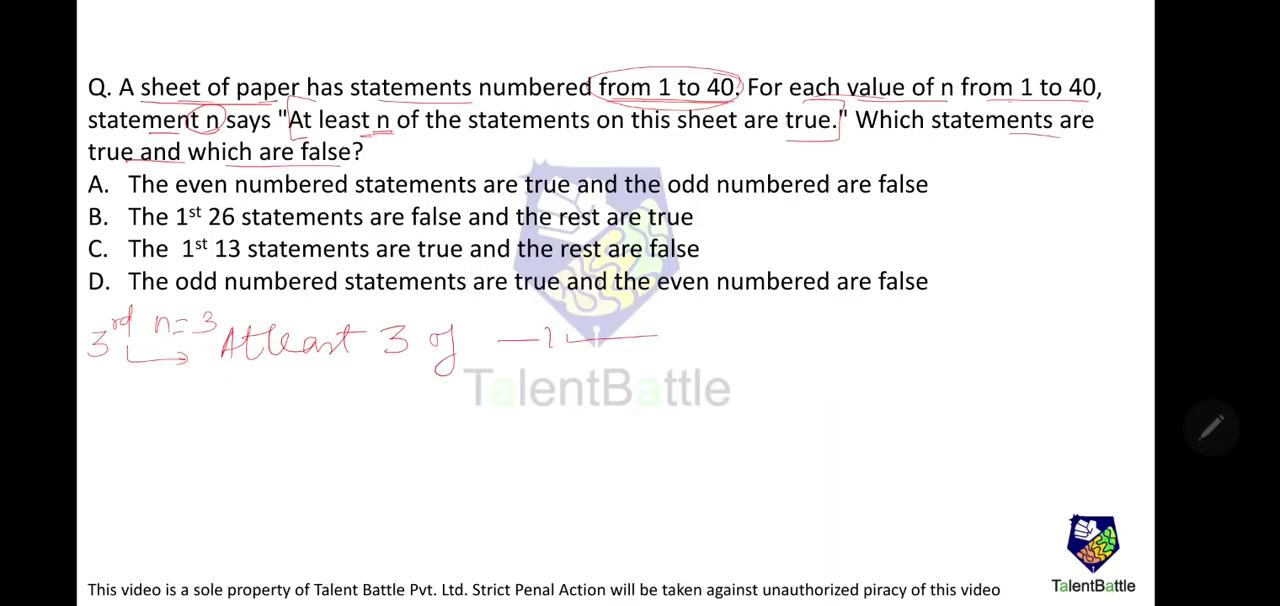 Q. A sheet of paper has statements numbered from 1 to 40. For each value of n from 1 to 40,
statement n says "At least n of the statements on this sheet are true." Which statements are
true and which are false?
A. The even numbered statements are true and the odd numbered are false
B. The 1st 26 statements are false and the rest are true
C. The 1st 13 statements are true and the rest are false
D. The odd numbered statements are true and the even numbered are false
3rd n=3 At least 3 of
TalentBattle
TalentBattle
This video is a sole property of Talent Battle Pvt. Ltd. Strict Penal Action will be taken against unauthorized piracy of this video